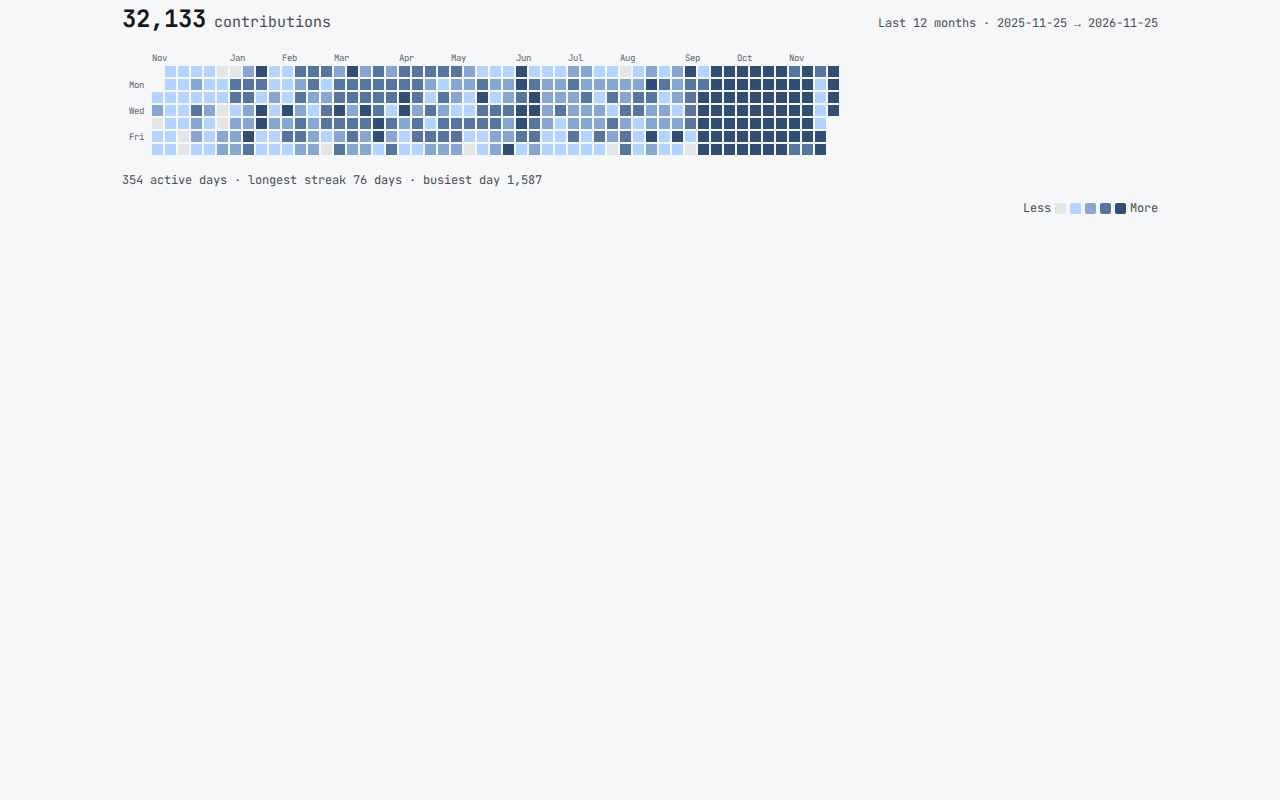 32,133 contributions
Last 12 months · 2025-11-25 → 2026-11-25
Nov Jan Feb Mar Apr May Jun Jul Aug Sep Oct Nov
Mon
Wed
Fri
354 active days · longest streak 76 days · busiest day 1,587
Less More